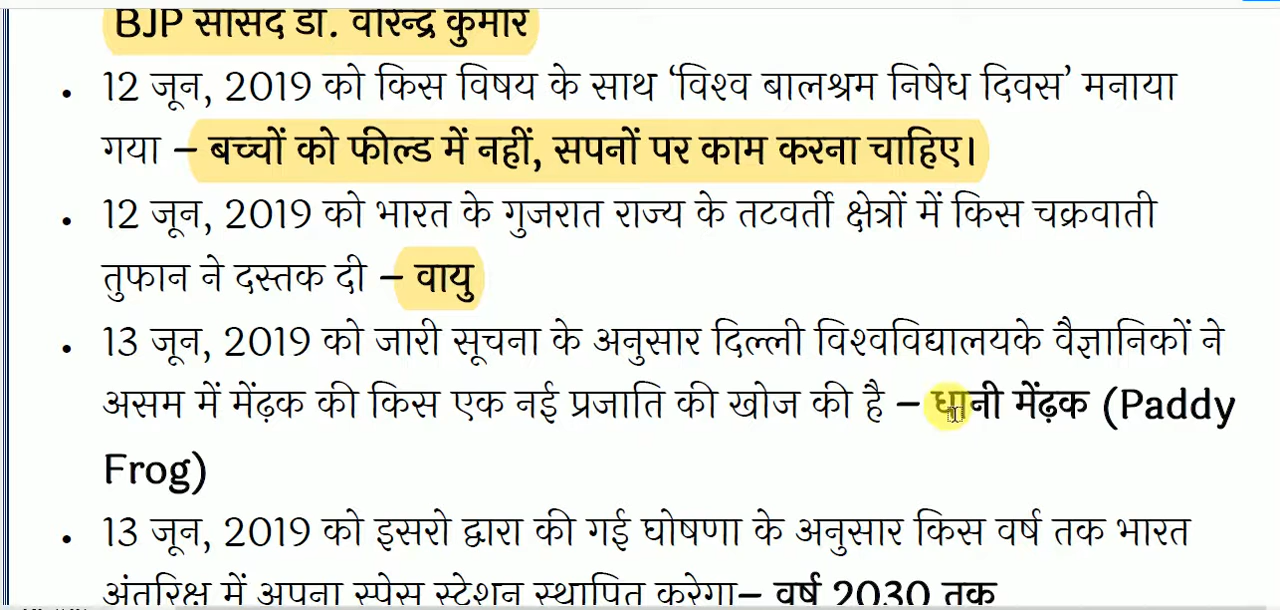 BJP सांसद डॉ. वीरेन्द्र कुमार
• 12 जून, 2019 को किस विषय के साथ ‘विश्व बालश्रम निषेध दिवस’ मनाया
गया – बच्चों को फील्ड में नहीं, सपनों पर काम करना चाहिए।
• 12 जून, 2019 को भारत के गुजरात राज्य के तटवर्ती क्षेत्रों में किस चक्रवाती
तुफान ने दस्तक दी – वायु
• 13 जून, 2019 को जारी सूचना के अनुसार दिल्ली विश्वविद्यालयके वैज्ञानिकों ने
असम में मेंढ़क की किस एक नई प्रजाति की खोज की है – धानी मेंढ़क (Paddy
Frog)
• 13 जून, 2019 को इसरो द्वारा की गई घोषणा के अनुसार किस वर्ष तक भारत
अंतरिक्ष में अपना स्पेस स्टेशन स्थापित करेगा– वर्ष 2030 तक